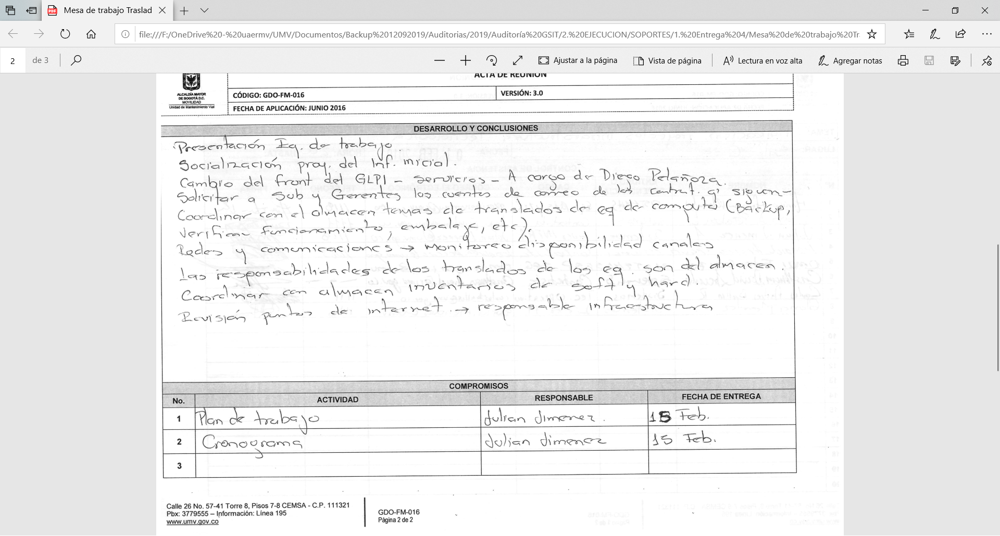 Mesa de trabajo Traslad
file:///F:/OneDrive%20-%20uaermv/UMV/Documentos/Backup%2012092019/Auditorias/2019/Auditoría%20GSIT/2.%20EJECUCION/SOPORTES/1.%20Entrega%204/Mesa%20de%20trabajo%20Tr
2 de 3 Ajustar a la página Vista de página Lectura en voz alta Agregar notas
ACTA DE REUNIÓN
ALCALDÍA MAYOR
DE BOGOTÁ D.C.
MOVILIDAD
Unidad de Mantenimiento Vial
CÓDIGO: GDO-FM-016 VERSIÓN: 3.0
FECHA DE APLICACIÓN: JUNIO 2016
DESARROLLO Y CONCLUSIONES
Presentación Eq. de trabajo.
Socialización proy. del Inf. inicial.
Cambio del front del GLPI - servicios - A cargo de Diego Peñaloza.
Solicitar a Sub y Gerentes las cuentas de correo de los contrat. q' siguen-
Coordinar con el almacen temas de translados de eq de computo (Backup,
Verificar funcionamiento, embalaje, etc).
Redes y comunicaciones → monitoreo disponibilidad canales
Las responsabilidades de los translados de los eq. son del almacen.
Coordinar con almacen inventarios de soft y hard.
Revisión puntos de internet → responsable infraestructura
COMPROMISOS
No. ACTIVIDAD RESPONSABLE FECHA DE ENTREGA
1 Plan de trabajo Julian Jimenez. 15 Feb.
2 Cronograma Julian Jimenez 15 Feb.
3
Calle 26 No. 57-41 Torre 8, Pisos 7-8 CEMSA - C.P. 111321
Pbx: 3779555 – Información: Línea 195
www.umv.gov.co
GDO-FM-016
Página 2 de 2